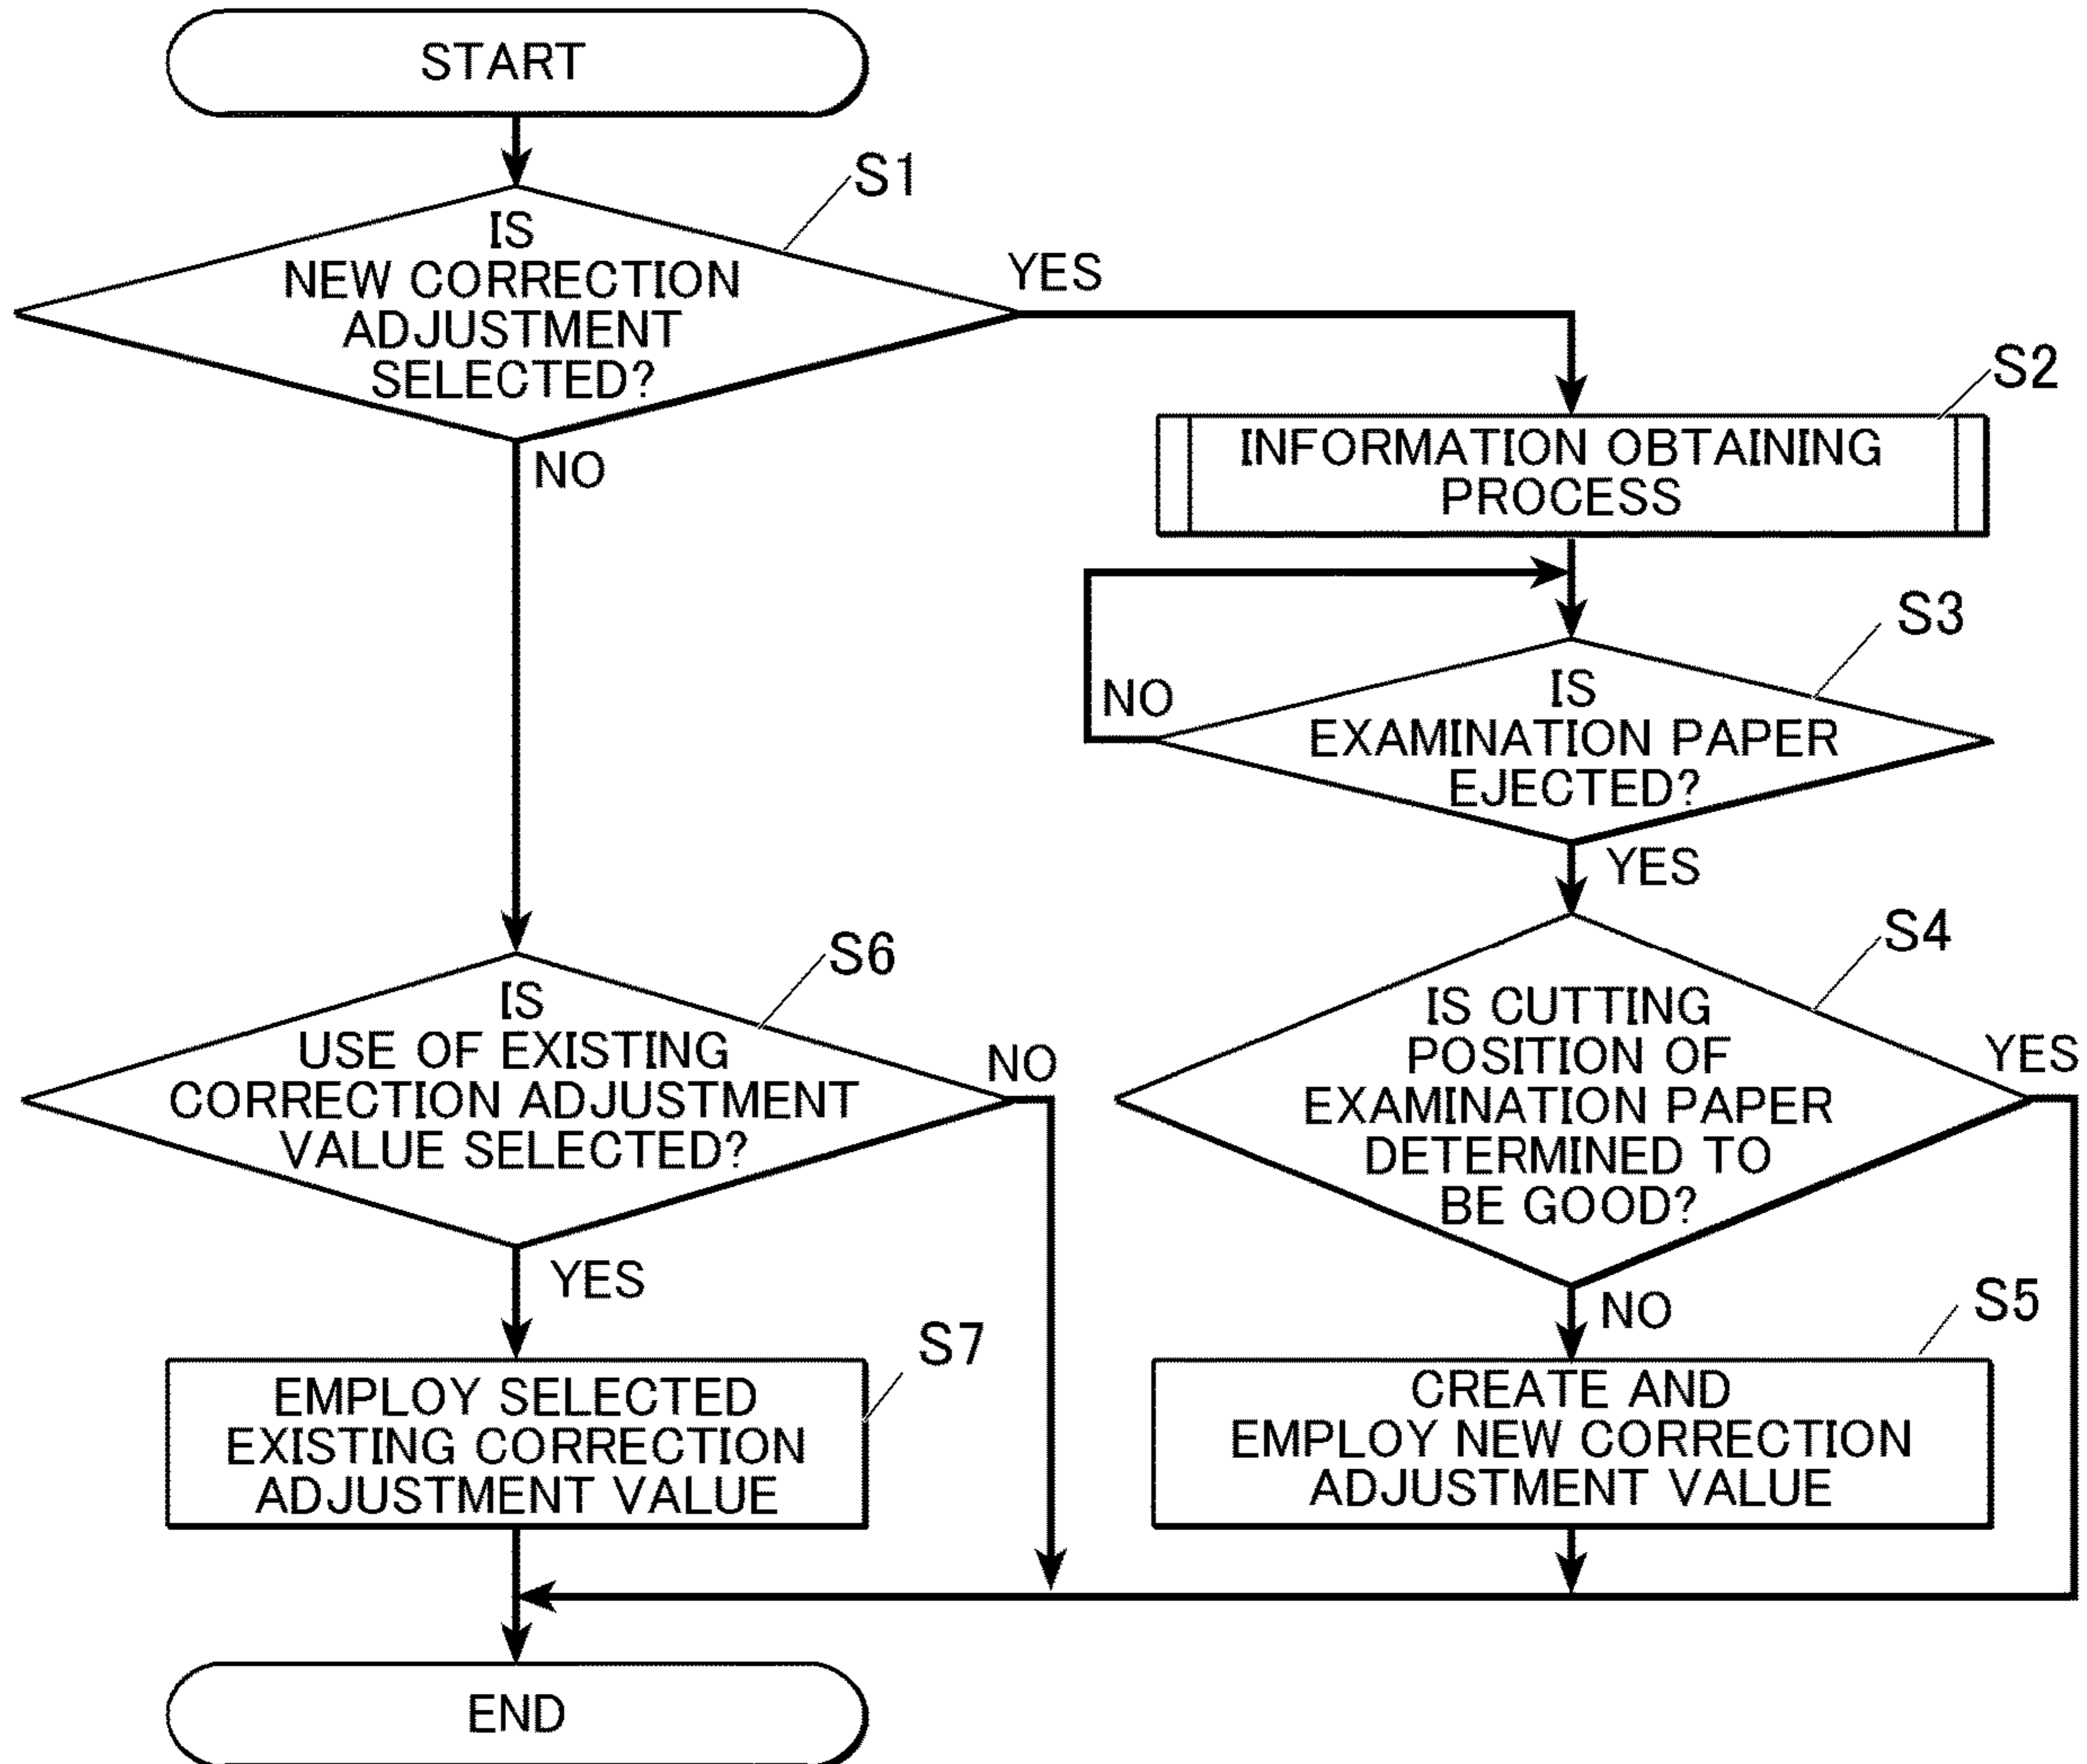 START
S1
IS
NEW CORRECTION
ADJUSTMENT
SELECTED?
YES
NO
S2
INFORMATION OBTAINING
PROCESS
S3
IS
EXAMINATION PAPER
EJECTED?
NO
YES
S4
IS CUTTING
POSITION OF
EXAMINATION PAPER
DETERMINED TO
BE GOOD?
YES
NO
S5
CREATE AND
EMPLOY NEW CORRECTION
ADJUSTMENT VALUE
S6
IS
USE OF EXISTING
CORRECTION ADJUSTMENT
VALUE SELECTED?
NO
YES
S7
EMPLOY SELECTED
EXISTING CORRECTION
ADJUSTMENT VALUE
END